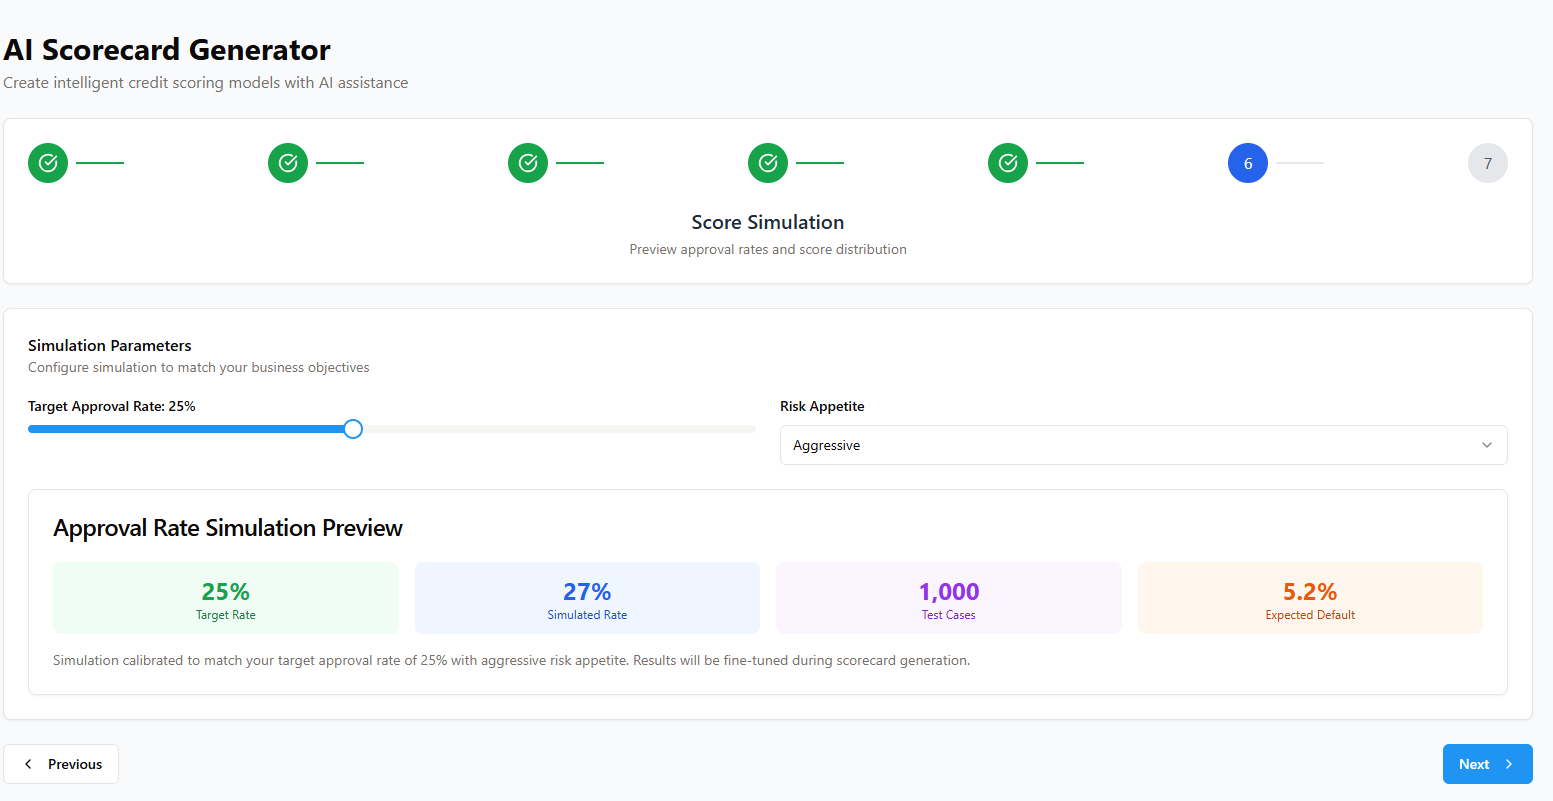 AI Scorecard Generator
Create intelligent credit scoring models with AI assistance
6
7
Score Simulation
Preview approval rates and score distribution
Simulation Parameters
Configure simulation to match your business objectives
Target Approval Rate: 25%
Risk Appetite
Aggressive
Approval Rate Simulation Preview
25%
Target Rate
27%
Simulated Rate
1,000
Test Cases
5.2%
Expected Default
Simulation calibrated to match your target approval rate of 25% with aggressive risk appetite. Results will be fine-tuned during scorecard generation.
Previous
Next